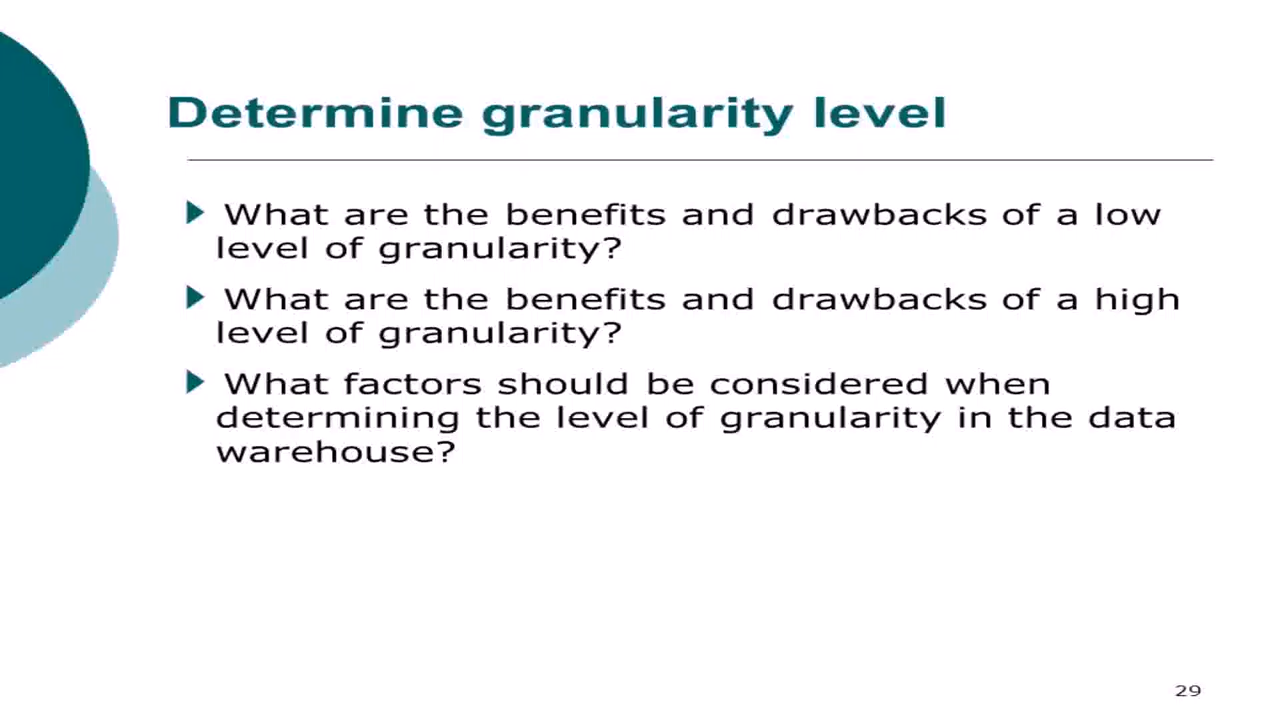 Determine granularity level
What are the benefits and drawbacks of a low
level of granularity?
What are the benefits and drawbacks of a high
level of granularity?
What factors should be considered when
determining the level of granularity in the data
warehouse?
29